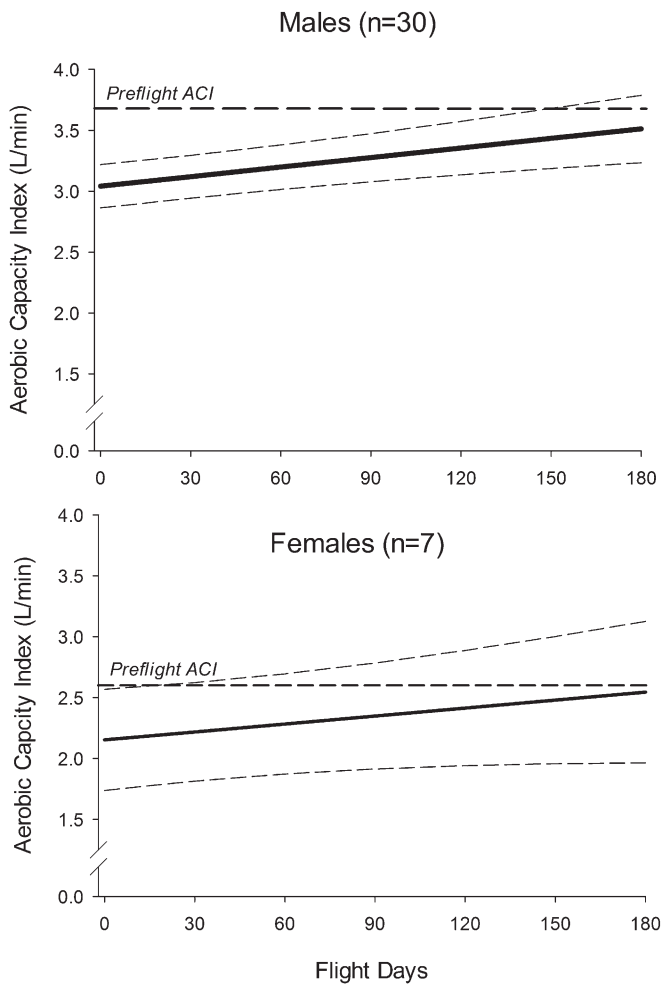 Males (n=30)
4.0
Preflight ACI
3.5
3.0
2.5
2.0
1.5
0.0
Aerobic Capacity Index (L/min)
0 30 60 90 120 150 180
4.0
Females (n=7)
3.5
3.0
Preflight ACI
2.5
2.0
1.5
0.0
Aerobic Capcity Index (L/min)
0 30 60 90 120 150 180
Flight Days